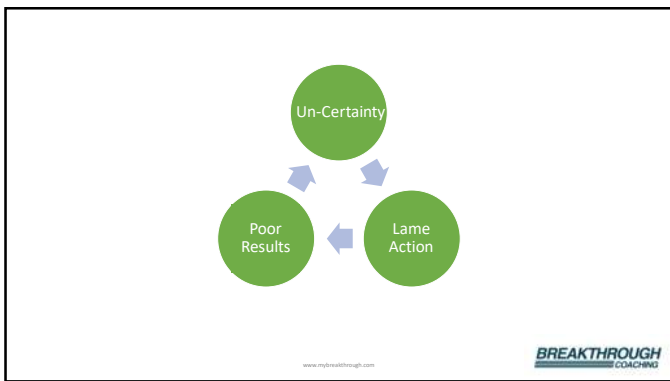 Un-Certainty
Lame
Action
Poor
Results
www.mybreakthrough.com
BREAKTHROUGH
COACHING